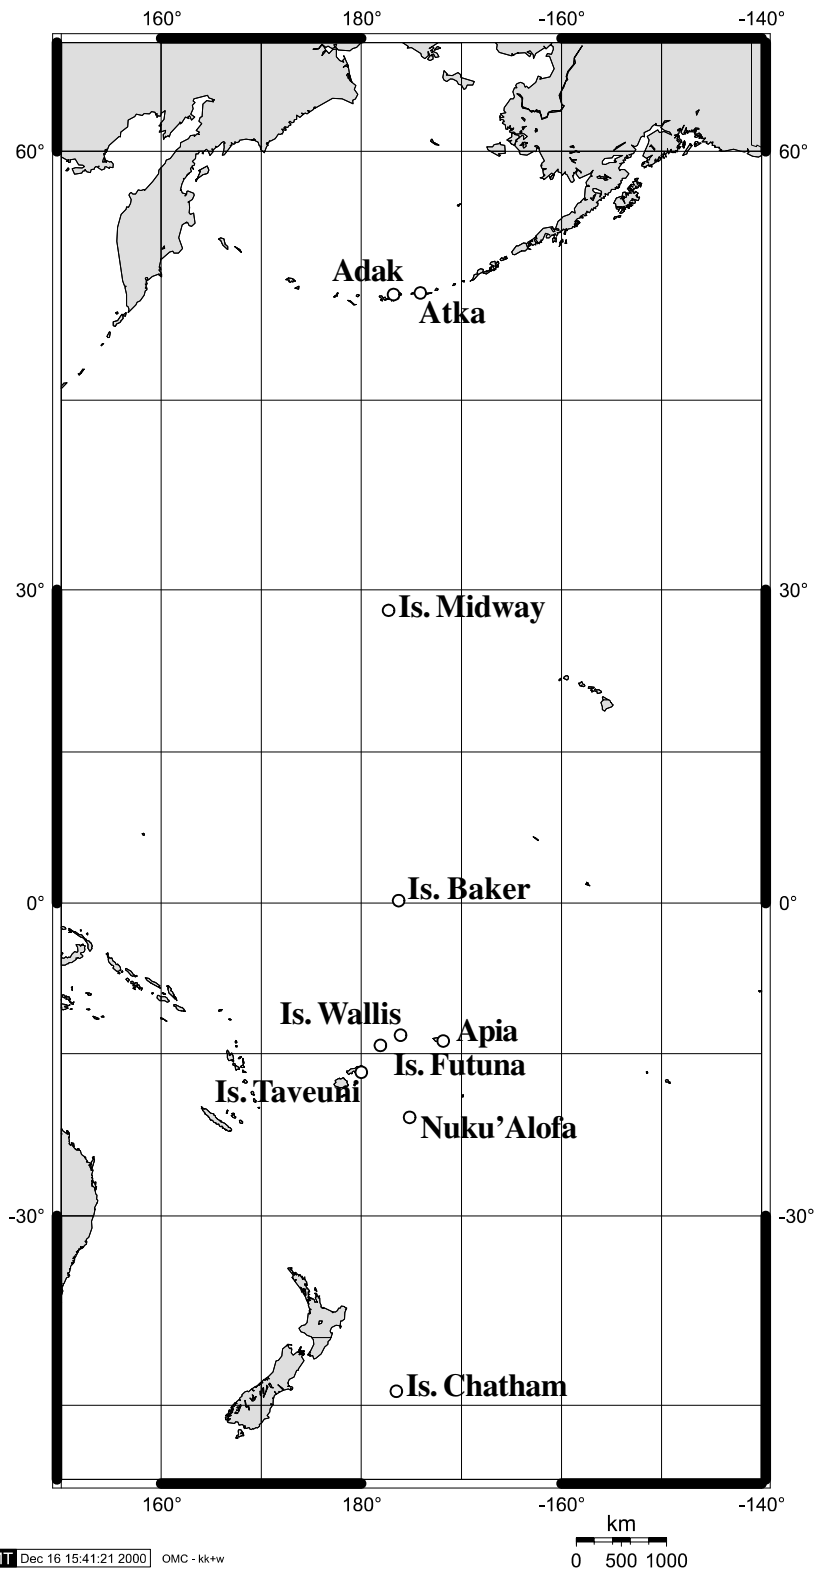 160° 180° -160° -140°
60° 60°
Adak
Atka
30° 30°
Is. Midway
Is. Baker
0° 0°
Is. Wallis
Apia
Is. Futuna
Is. Taveuni
Nuku’Alofa
-30° -30°
Is. Chatham
160° 180° -160° -140°
km
0 500 1000
Dec 16 15:41:21 2000 OMC - kk+w